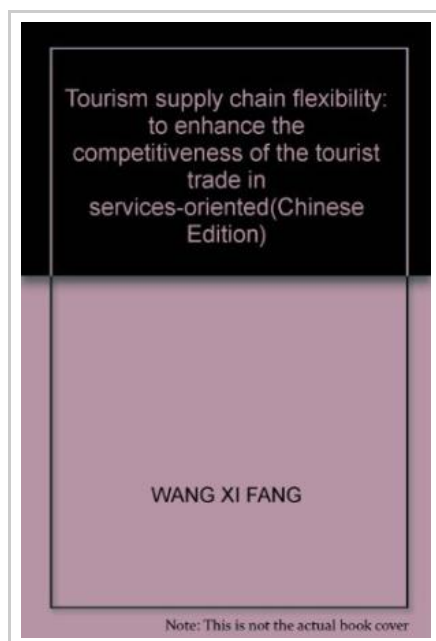 Tourism supply chain flexibility:
to enhance the
competitiveness of the tourist
trade in
services-oriented(Chinese
Edition)
WANG XI FANG
Note: This is not the actual book cover